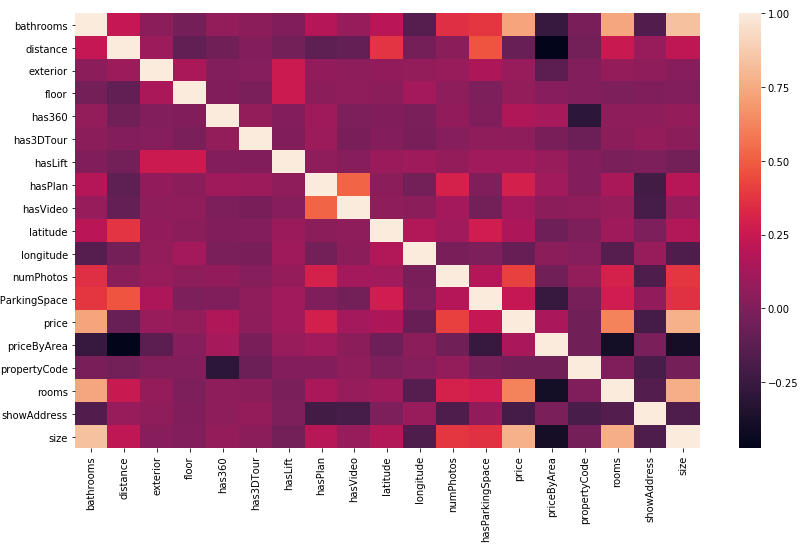 bathrooms
distance
exterior
floor
has360
has3DTour
hasLift
hasPlan
hasVideo
latitude
longitude
numPhotos
ParkingSpace
price
priceByArea
propertyCode
rooms
showAddress
size
1.00
0.75
0.50
0.25
0.00
−0.25
bathrooms
distance
exterior
floor
has360
has3DTour
hasLift
hasPlan
hasVideo
latitude
longitude
numPhotos
hasParkingSpace
price
priceByArea
propertyCode
rooms
showAddress
size